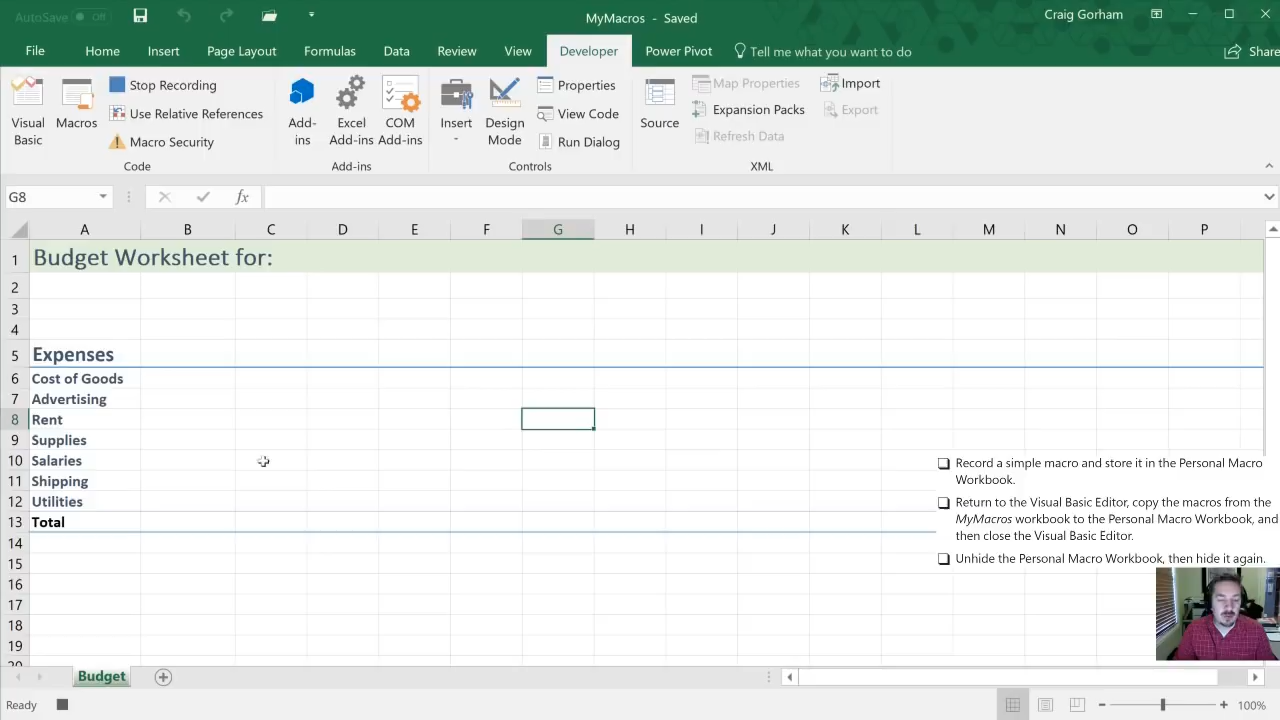 AutoSave Off
MyMacros - Saved
Craig Gorham
File Home Insert Page Layout Formulas Data Review View Developer Power Pivot Tell me what you want to do Share
Visual Basic
Macros
Stop Recording
Use Relative References
Macro Security
Code
Add-ins
Excel Add-ins
COM Add-ins
Add-ins
Insert
Design Mode
Properties
View Code
Run Dialog
Controls
Source
Map Properties
Expansion Packs
Refresh Data
Import
Export
XML
G8
fx
A B C D E F G H I J K L M N O P
1 Budget Worksheet for:
2
3
4
5 Expenses
6 Cost of Goods
7 Advertising
8 Rent
9 Supplies
10 Salaries
11 Shipping
12 Utilities
13 Total
14
15
16
17
18
19
Record a simple macro and store it in the Personal Macro
Workbook.
Return to the Visual Basic Editor, copy the macros from the
MyMacros workbook to the Personal Macro Workbook, and
then close the Visual Basic Editor.
Unhide the Personal Macro Workbook, then hide it again.
Budget
Ready
100%